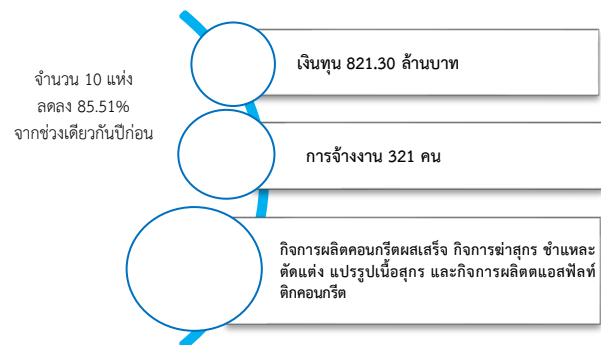 จำนวน 10 แห่ง
ลดลง 85.51%
จากช่วงเดียวกันปีก่อน
เงินทุน 821.30 ล้านบาท
การจ้างงาน 321 คน
กิจการผลิตคอนกรีตผสเสร็จ กิจการฆ่าสุกร ชำแหละ
ตัดแต่ง แปรรูปเนื้อสุกร และกิจการผลิตตแอสฟัลท์
ติกคอนกรีต